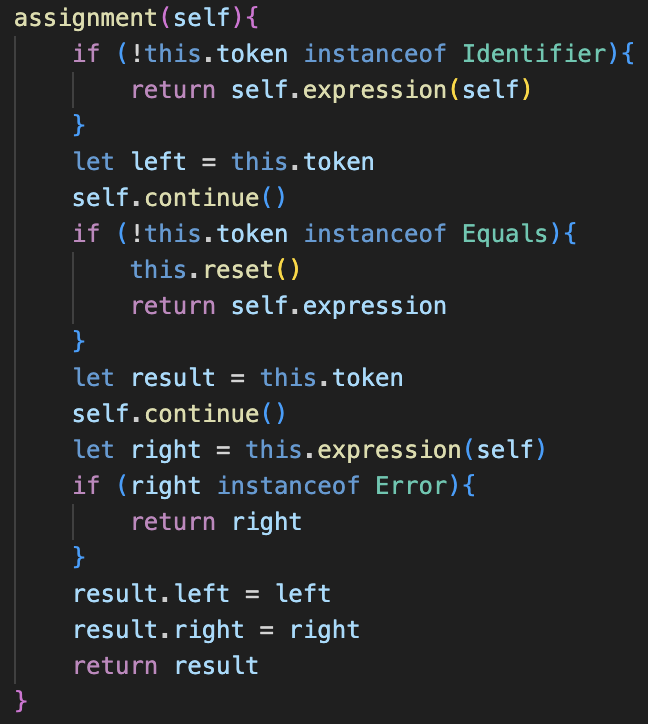 assignment(self){
    if (!this.token instanceof Identifier){
        return self.expression(self)
    }
    let left = this.token
    self.continue()
    if (!this.token instanceof Equals){
        this.reset()
        return self.expression
    }
    let result = this.token
    self.continue()
    let right = this.expression(self)
    if (right instanceof Error){
        return right
    }
    result.left = left
    result.right = right
    return result
}